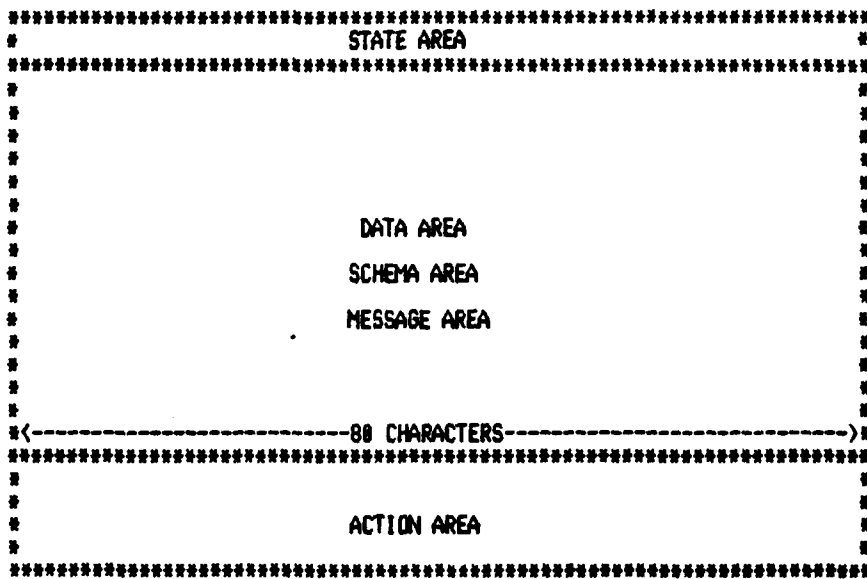 STATE AREA
DATA AREA
SCHEMA AREA
MESSAGE AREA
<-----------------------------80 CHARACTERS----------------------------->
ACTION AREA